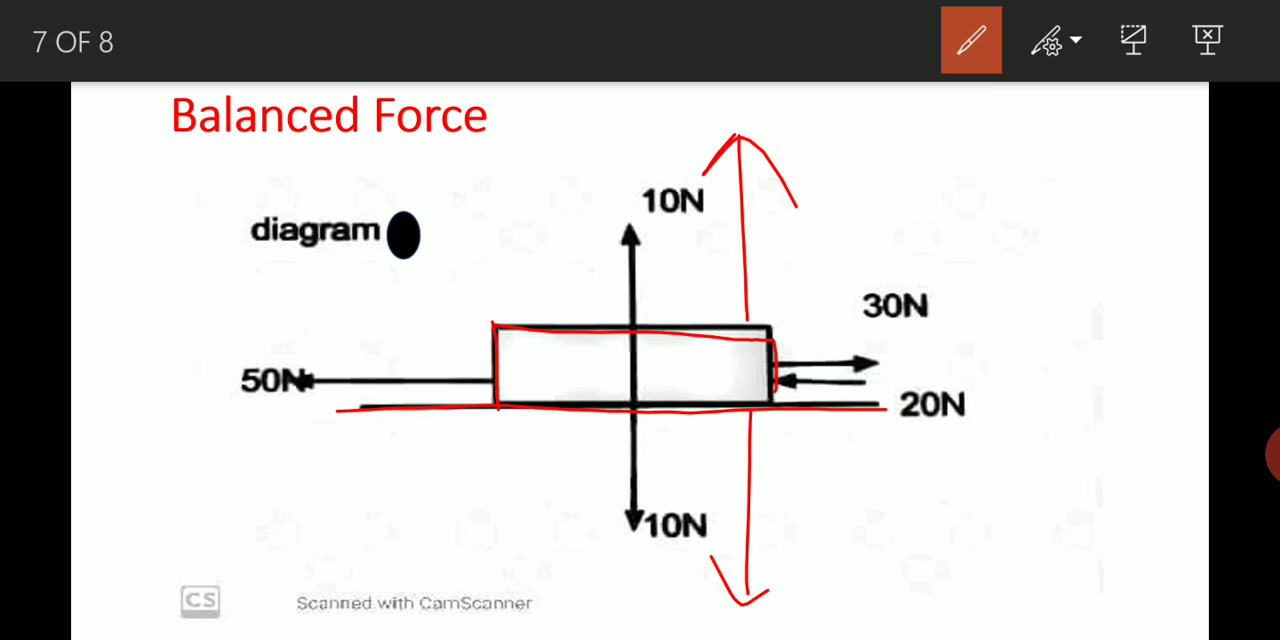 7 OF 8
Balanced Force
10N
diagram
30N
50N
20N
10N
CS
Scanned with CamScanner